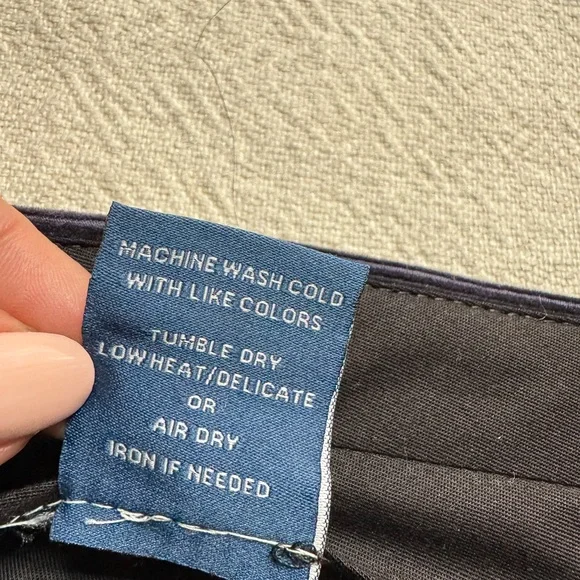 MACHINE WASH COLD
WITH LIKE COLORS
TUMBLE DRY
LOW HEAT/DELICATE
OR
AIR DRY
IRON IF NEEDED